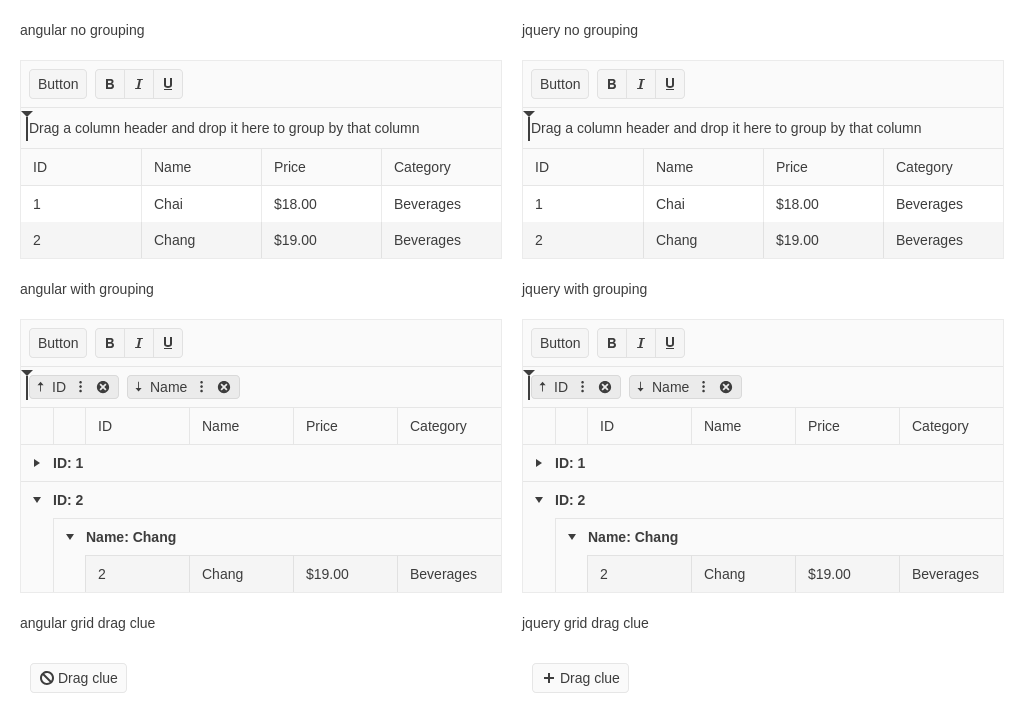 angular no grouping
Button B I U
Drag a column header and drop it here to group by that column
ID Name Price Category
1 Chai $18.00 Beverages
2 Chang $19.00 Beverages
angular with grouping
Button B I U
ID Name
ID Name Price Category
ID: 1
ID: 2
Name: Chang
2 Chang $19.00 Beverages
angular grid drag clue
Drag clue
jquery no grouping
Button B I U
Drag a column header and drop it here to group by that column
ID Name Price Category
1 Chai $18.00 Beverages
2 Chang $19.00 Beverages
jquery with grouping
Button B I U
ID Name
ID Name Price Category
ID: 1
ID: 2
Name: Chang
2 Chang $19.00 Beverages
jquery grid drag clue
Drag clue